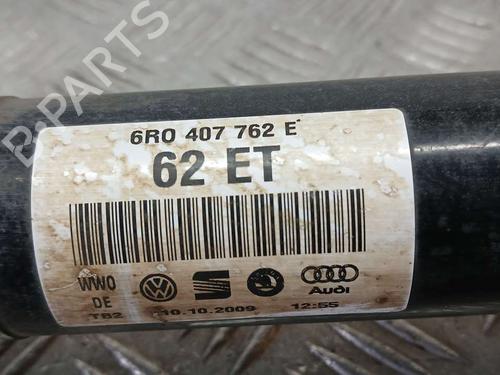 B-PARTS
6R0 407 762 E
62 ET
WWO
DE
TB2
10.10.2009
12:55
Audi